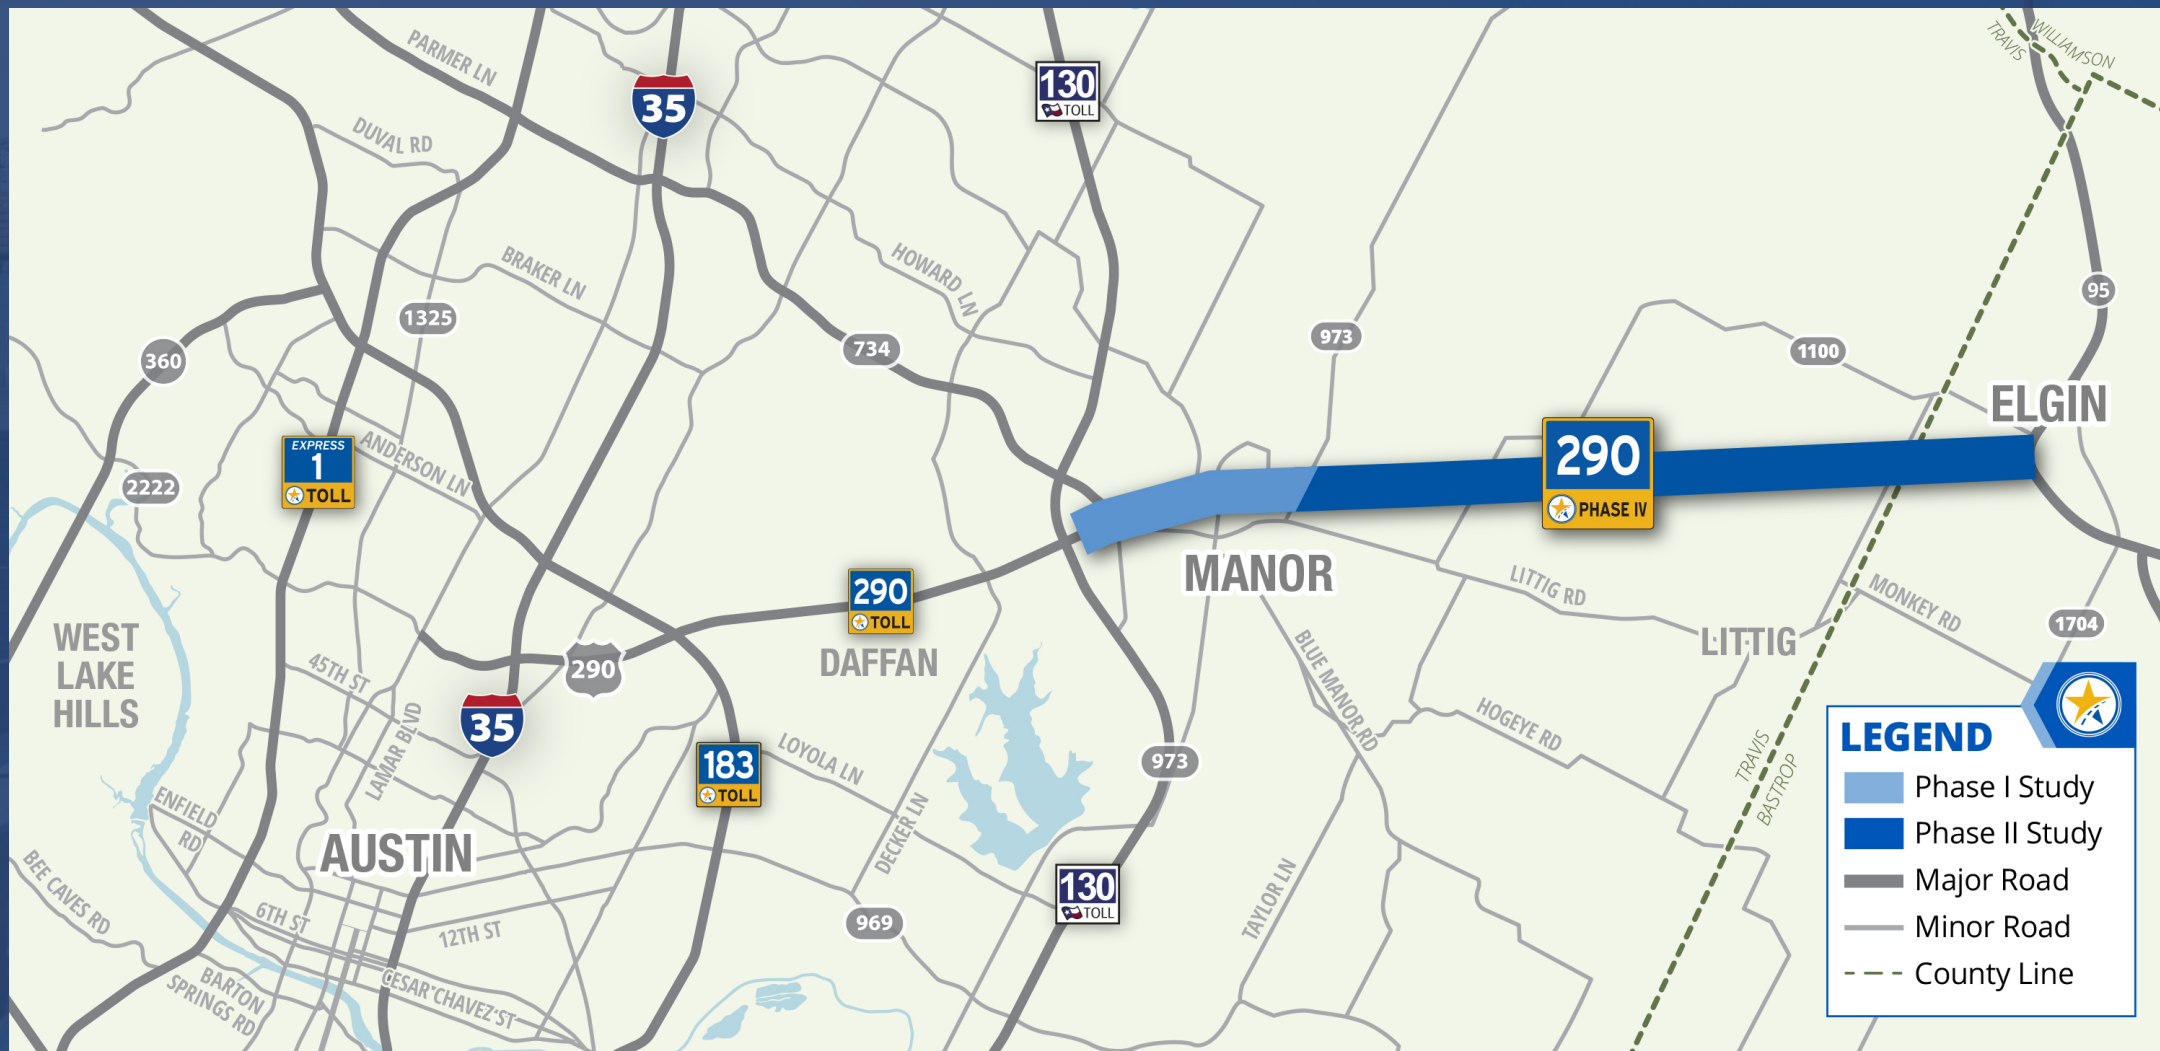 PARMER LN
35
130
TOLL
TRAVIS
WILLIAMSON
DUVAL RD
BRAKER LN
HOWARD LN
95
1325
973
734
1100
360
ELGIN
EXPRESS
1
TOLL
ANDERSON LN
290
PHASE IV
2222
MANOR
290
TOLL
LITTIG RD
MONKEY RD
1704
WEST
LAKE
HILLS
DAFFAN
290
LITTIG
45TH ST
35
LAMAR BLVD
BLUE MANOR RD
HOGEYE RD
183
TOLL
LOYOLA LN
973
TRAVIS
BASTROP
ENFIELD
RD
AUSTIN
DECKER LN
BEE CAVES RD
130
TOLL
TAYLOR LN
6TH ST
12TH ST
969
BARTON
SPRINGS RD
CESAR CHAVEZ ST
LEGEND
Phase I Study
Phase II Study
Major Road
Minor Road
County Line